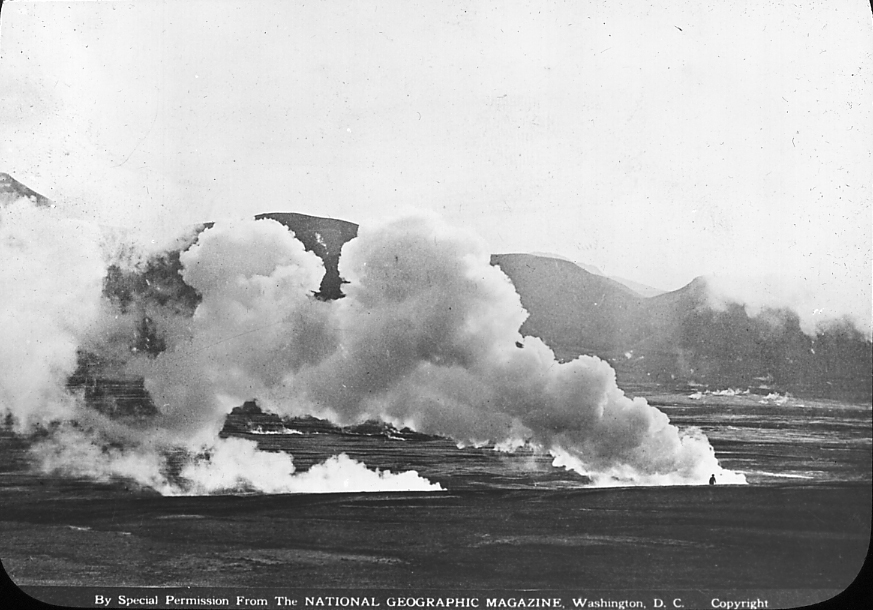 By Special Permission From The NATIONAL GEOGRAPHIC MAGAZINE, Washington, D. C. Copyright